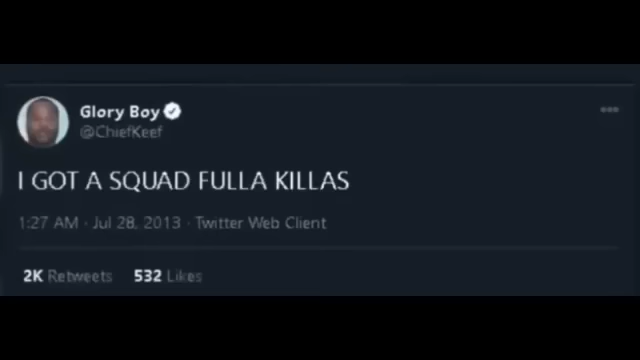 Glory Boy
@ChiefKeef
I GOT A SQUAD FULLA KILLAS
1:27 AM · Jul 28, 2013 · Twitter Web Client
2K Retweets 532 Likes